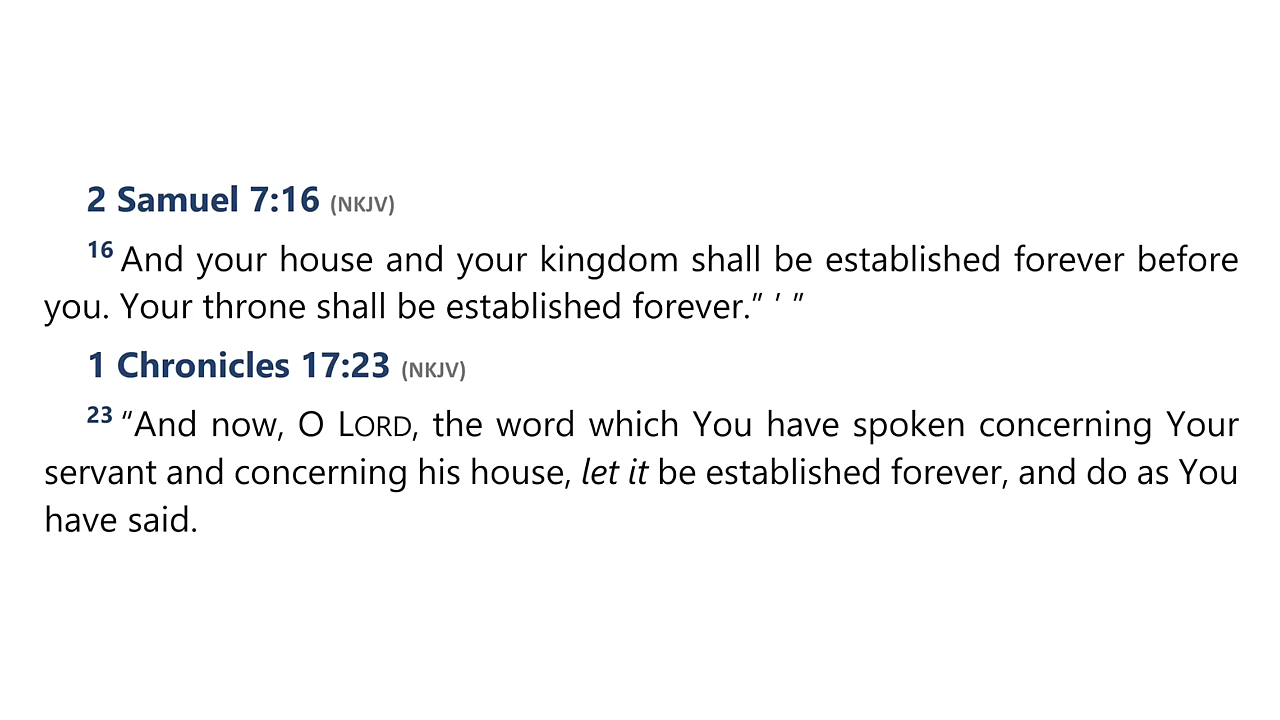 2 Samuel 7:16 (NKJV)
16 And your house and your kingdom shall be established forever before
you. Your throne shall be established forever.” ’ ”
1 Chronicles 17:23 (NKJV)
23 “And now, O LORD, the word which You have spoken concerning Your
servant and concerning his house, let it be established forever, and do as You
have said.